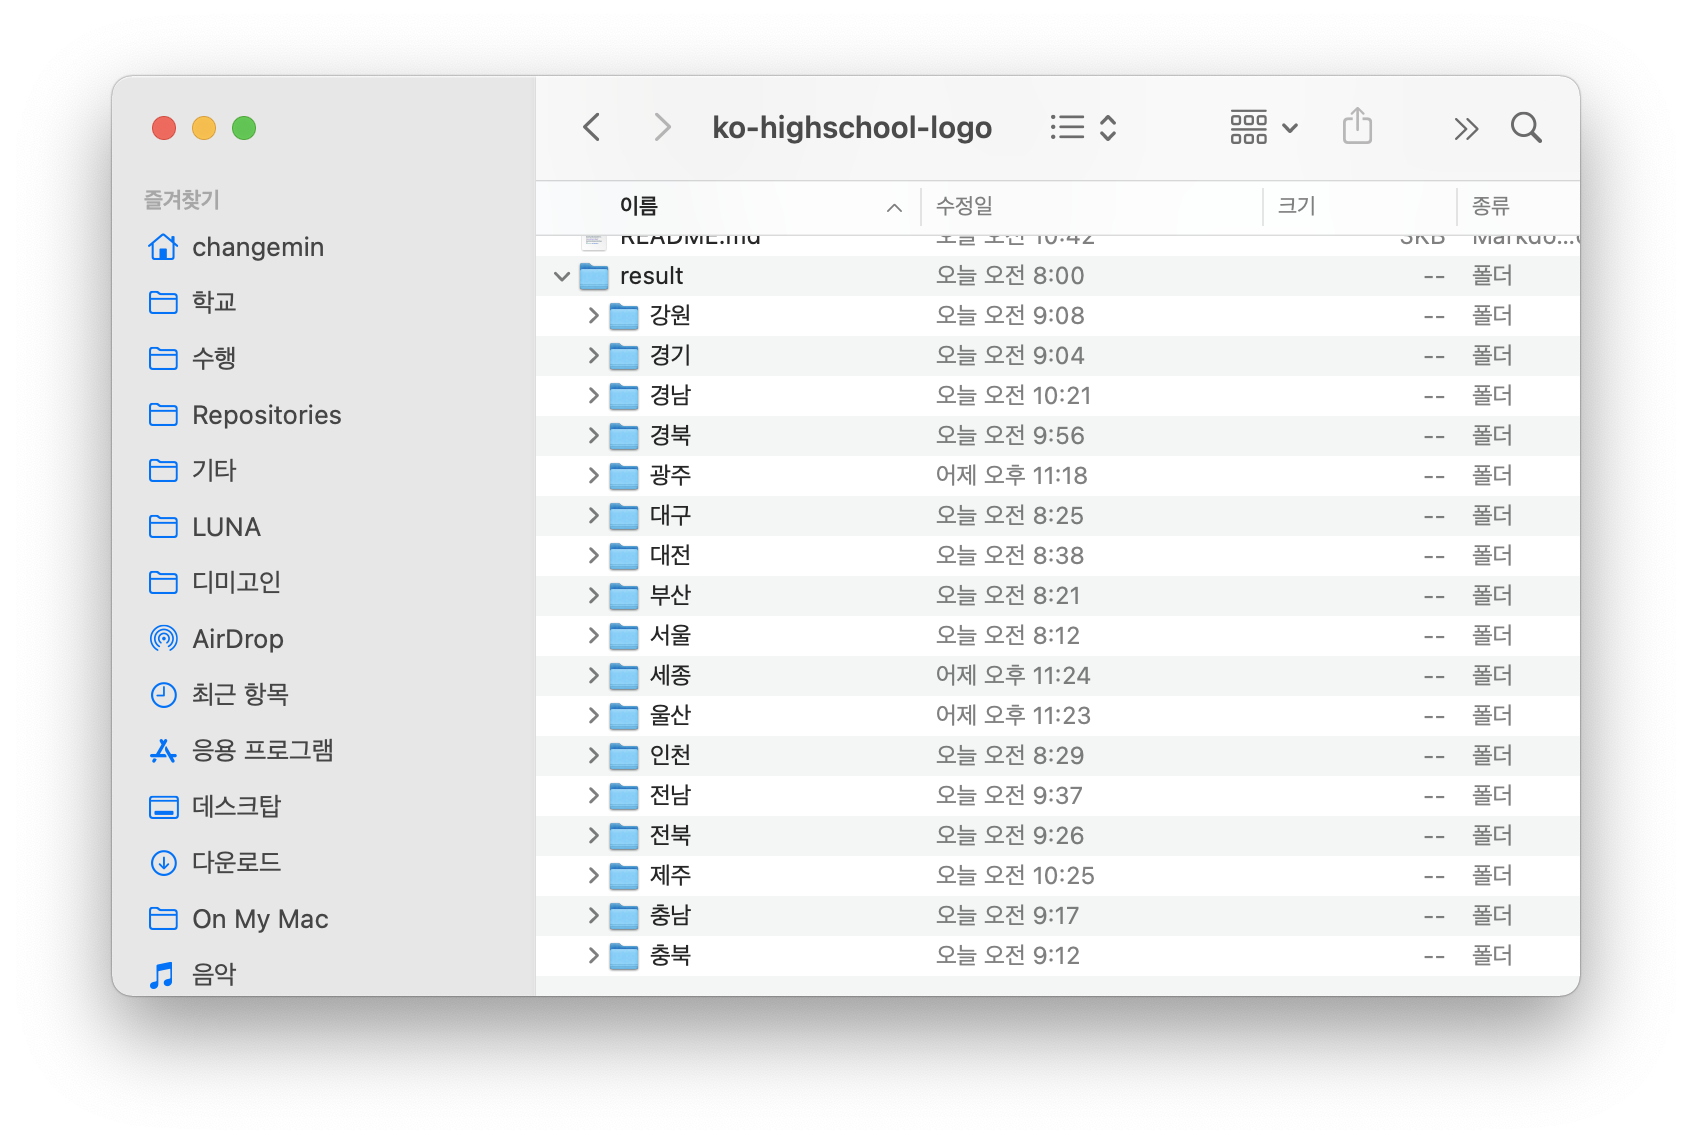 ko-highschool-logo
즐겨찾기
changemin
학교
수행
Repositories
기타
LUNA
디미고인
AirDrop
최근 항목
응용 프로그램
데스크탑
다운로드
On My Mac
음악
이름 수정일 크기 종류
README.md 오늘 오전 10:42 3KB Markdo...
result 오늘 오전 8:00 -- 폴더
강원 오늘 오전 9:08 -- 폴더
경기 오늘 오전 9:04 -- 폴더
경남 오늘 오전 10:21 -- 폴더
경북 오늘 오전 9:56 -- 폴더
광주 어제 오후 11:18 -- 폴더
대구 오늘 오전 8:25 -- 폴더
대전 오늘 오전 8:38 -- 폴더
부산 오늘 오전 8:21 -- 폴더
서울 오늘 오전 8:12 -- 폴더
세종 어제 오후 11:24 -- 폴더
울산 어제 오후 11:23 -- 폴더
인천 오늘 오전 8:29 -- 폴더
전남 오늘 오전 9:37 -- 폴더
전북 오늘 오전 9:26 -- 폴더
제주 오늘 오전 10:25 -- 폴더
충남 오늘 오전 9:17 -- 폴더
충북 오늘 오전 9:12 -- 폴더